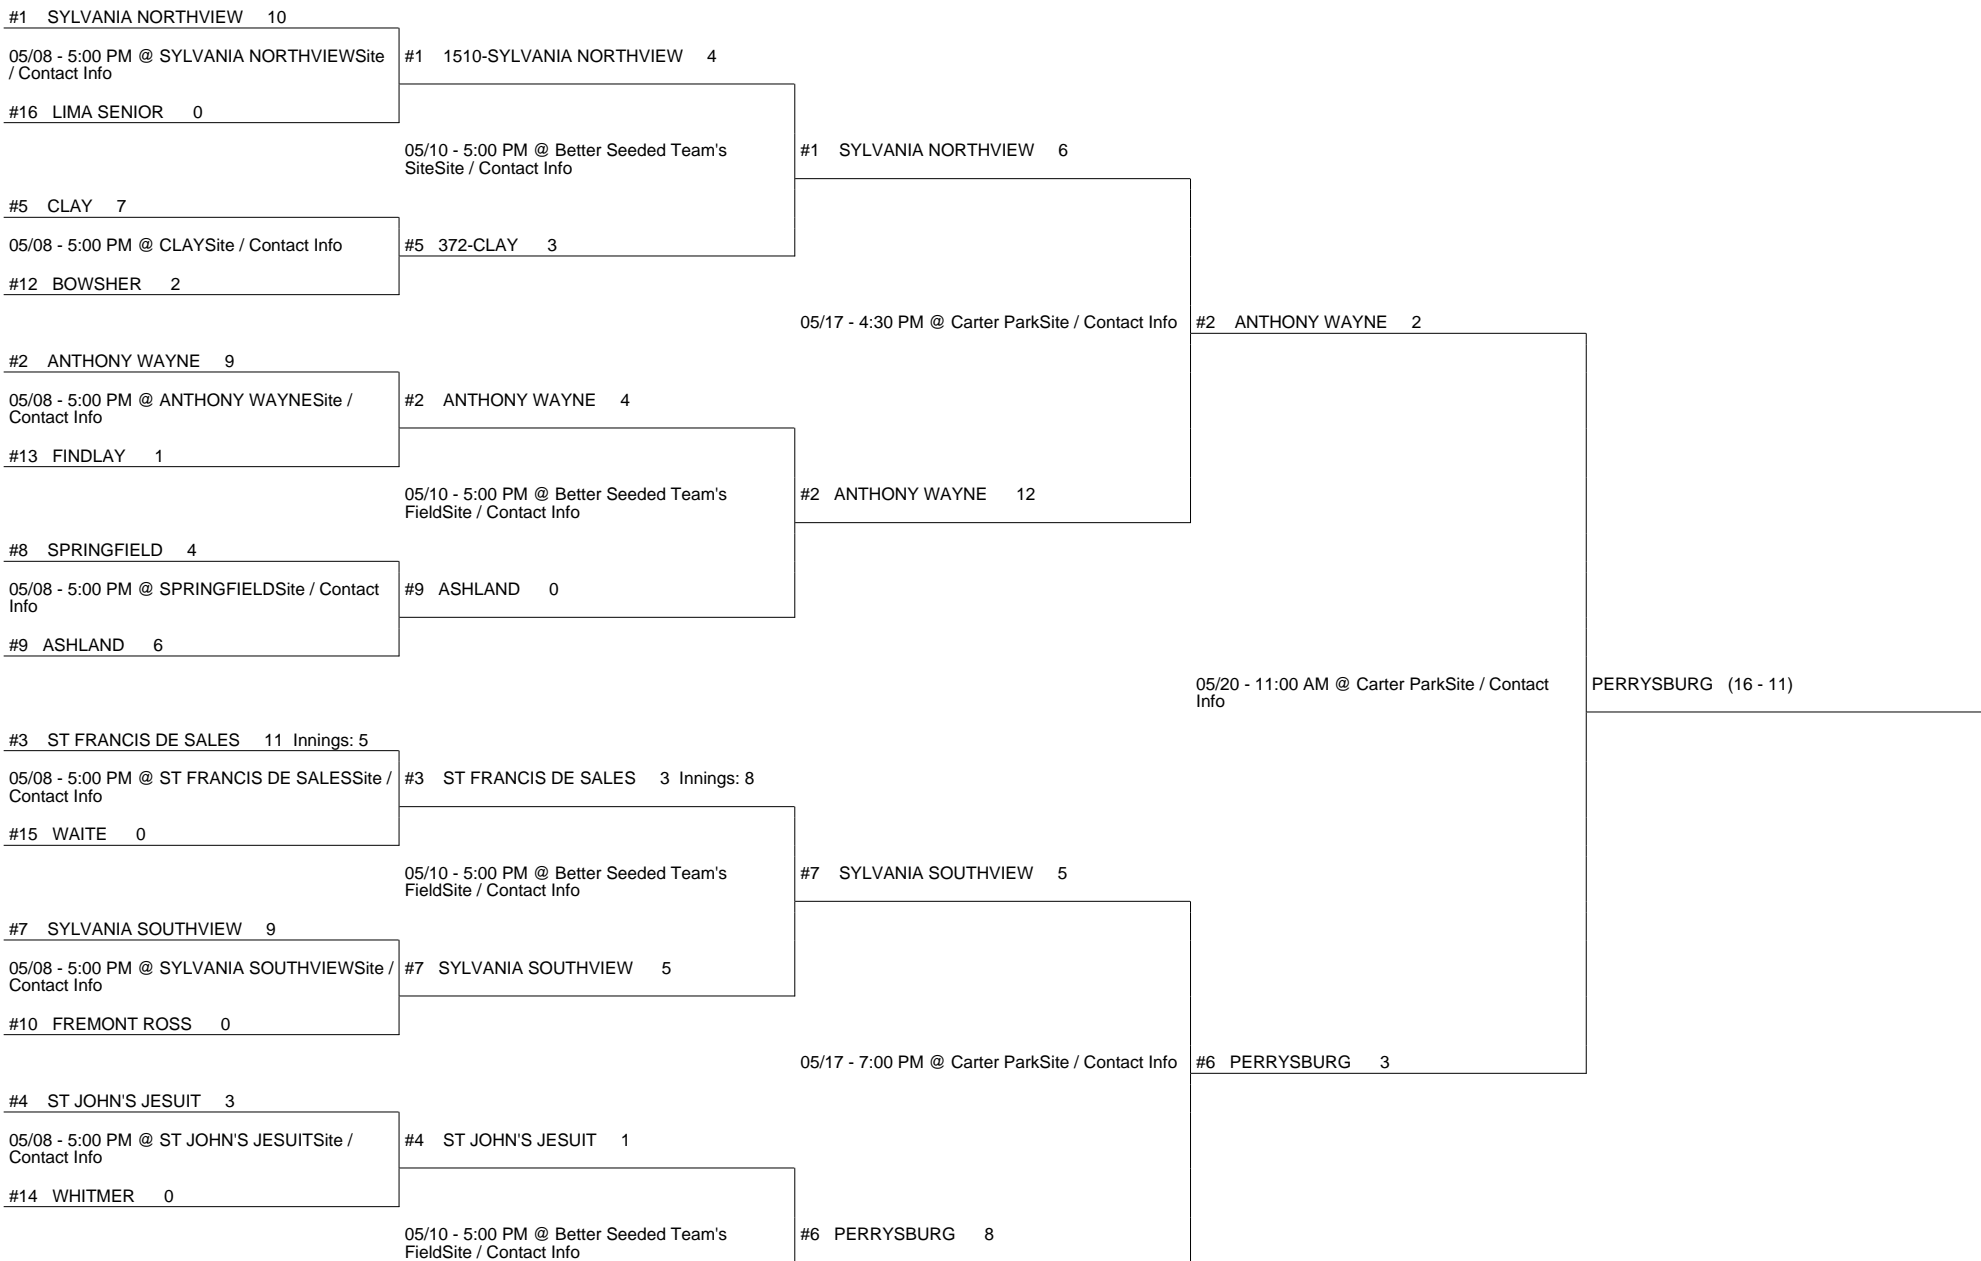 #1 SYLVANIA NORTHVIEW 10
05/08 - 5:00 PM @ SYLVANIA NORTHVIEWSite
/ Contact Info
#16 LIMA SENIOR 0
#1 1510-SYLVANIA NORTHVIEW 4
05/10 - 5:00 PM @ Better Seeded Team's
SiteSite / Contact Info
#5 CLAY 7
05/08 - 5:00 PM @ CLAYSite / Contact Info
#12 BOWSHER 2
#5 372-CLAY 3
#1 SYLVANIA NORTHVIEW 6
05/17 - 4:30 PM @ Carter ParkSite / Contact Info
#2 ANTHONY WAYNE 9
05/08 - 5:00 PM @ ANTHONY WAYNESite /
Contact Info
#13 FINDLAY 1
#2 ANTHONY WAYNE 4
05/10 - 5:00 PM @ Better Seeded Team's
FieldSite / Contact Info
#8 SPRINGFIELD 4
05/08 - 5:00 PM @ SPRINGFIELDSite / Contact
Info
#9 ASHLAND 6
#9 ASHLAND 0
#2 ANTHONY WAYNE 12
#2 ANTHONY WAYNE 2
05/20 - 11:00 AM @ Carter ParkSite / Contact
Info
PERRYSBURG (16 - 11)
#3 ST FRANCIS DE SALES 11 Innings: 5
05/08 - 5:00 PM @ ST FRANCIS DE SALESSite /
Contact Info
#15 WAITE 0
#3 ST FRANCIS DE SALES 3 Innings: 8
05/10 - 5:00 PM @ Better Seeded Team's
FieldSite / Contact Info
#7 SYLVANIA SOUTHVIEW 9
05/08 - 5:00 PM @ SYLVANIA SOUTHVIEWSite /
Contact Info
#10 FREMONT ROSS 0
#7 SYLVANIA SOUTHVIEW 5
#7 SYLVANIA SOUTHVIEW 5
05/17 - 7:00 PM @ Carter ParkSite / Contact Info
#6 PERRYSBURG 3
#4 ST JOHN'S JESUIT 3
05/08 - 5:00 PM @ ST JOHN'S JESUITSite /
Contact Info
#14 WHITMER 0
#4 ST JOHN'S JESUIT 1
05/10 - 5:00 PM @ Better Seeded Team's
FieldSite / Contact Info
#6 PERRYSBURG 8